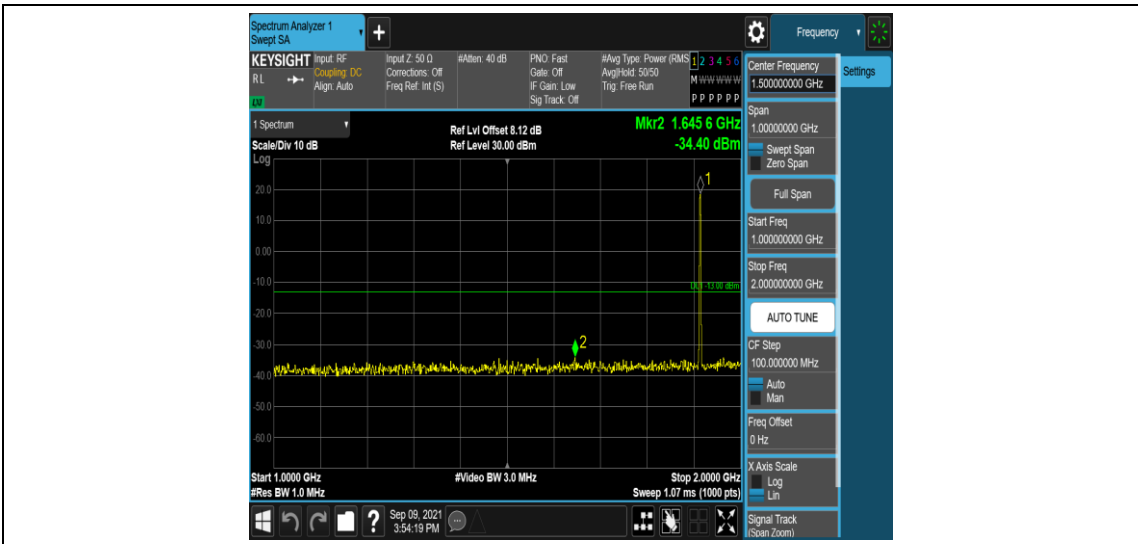 Spectrum Analyzer 1
Swept SA
+
Frequency
KEYSIGHT
RL
LM
Input: RF
Coupling: DC
Align: Auto
Input Z: 50 Ω
Corrections: Off
Freq Ref: Int (S)
#Atten: 40 dB
PNO: Fast
Gate: Off
IF Gain: Low
Sig Track: Off
#Avg Type: Power (RMS
Avg|Hold: 50/50
Trig: Free Run
1 2 3 4 5 6
M W W W W W
P P P P P P
1 Spectrum
Scale/Div 10 dB
Log
Ref Lvl Offset 8.12 dB
Ref Level 30.00 dBm
Mkr2 1.645 6 GHz
-34.40 dBm
20.0
10.0
0.00
-10.0
-20.0
-30.0
-40.0
-50.0
-60.0
1
DL1 -13.00 dBm
2
Start 1.0000 GHz
#Res BW 1.0 MHz
#Video BW 3.0 MHz
Stop 2.0000 GHz
Sweep 1.07 ms (1000 pts)
Center Frequency
1.500000000 GHz
Settings
Span
1.00000000 GHz
Swept Span
Zero Span
Full Span
Start Freq
1.000000000 GHz
Stop Freq
2.000000000 GHz
AUTO TUNE
CF Step
100.000000 MHz
Auto
Man
Freq Offset
0 Hz
X Axis Scale
Log
Lin
Signal Track
(Span Zoom)
?
Sep 09, 2021
3:54:19 PM